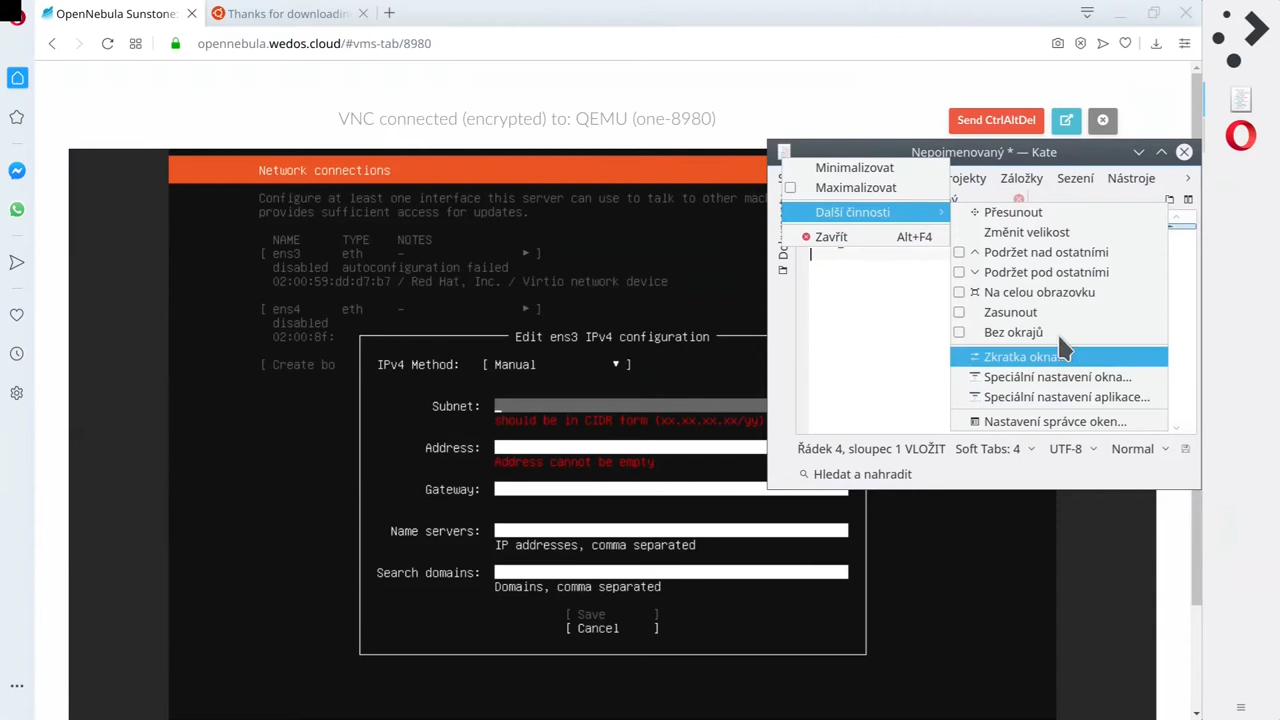 OpenNebula Sunstone:
Thanks for downloadin
opennebula.wedos.cloud/#vms-tab/8980
VNC connected (encrypted) to: QEMU (one-8980)
Send CtrlAltDel
Network connections
Configure at least one interface this server can use to talk to other mac
provides sufficient access for updates.
NAME TYPE NOTES
[ ens3 eth – ▸ ]
disabled autoconfiguration failed
02:00:59:dd:d7:b7 / Red Hat, Inc. / Virtio network device
[ ens4 eth – ▸ ]
disabled
02:00:8f:
[ Create bo
Edit ens3 IPv4 configuration
IPv4 Method: [ Manual ▾ ]
Subnet:
should be in CIDR form (xx.xx.xx.xx/yy)
Address:
Address cannot be empty
Gateway:
Name servers:
IP addresses, comma separated
Search domains:
Domains, comma separated
[ Save ]
[ Cancel ]
Nepojmenovaný * — Kate
ojekty Záložky Sezení Nástroje
Minimalizovat
Maximalizovat
Další činnosti
Zavřít Alt+F4
Přesunout
Změnit velikost
Podržet nad ostatními
Podržet pod ostatními
Na celou obrazovku
Zasunout
Bez okrajů
Zkratka okna..
Speciální nastavení okna...
Speciální nastavení aplikace...
Nastavení správce oken...
Řádek 4, sloupec 1 VLOŽIT Soft Tabs: 4 UTF-8 Normal
Hledat a nahradit